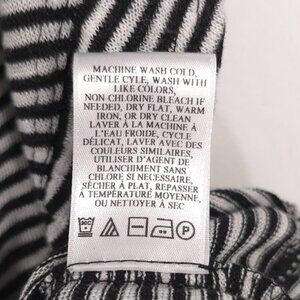 MACHINE WASH COLD,
GENTLE CYLE, WASH WITH
LIKE COLORS,
NON-CHLORINE BLEACH IF
NEEDED, DRY FLAT, WARM
IRON, OR DRY CLEAN
LAVER À LA MACHINE À
L'EAU FROIDE, CYCLE
DÉLICAT, LAVER AVEC DES
COULEURS SIMILAIRES,
UTILISER D'AGENT DE
BLANCHIMENT SANS
CHLORE SI NECESSAIRE,
SÉCHER À PLAT, REPASSER
À TEMPÉRATURE MOYENNE,
OU NETTOYER À SEC
30C P